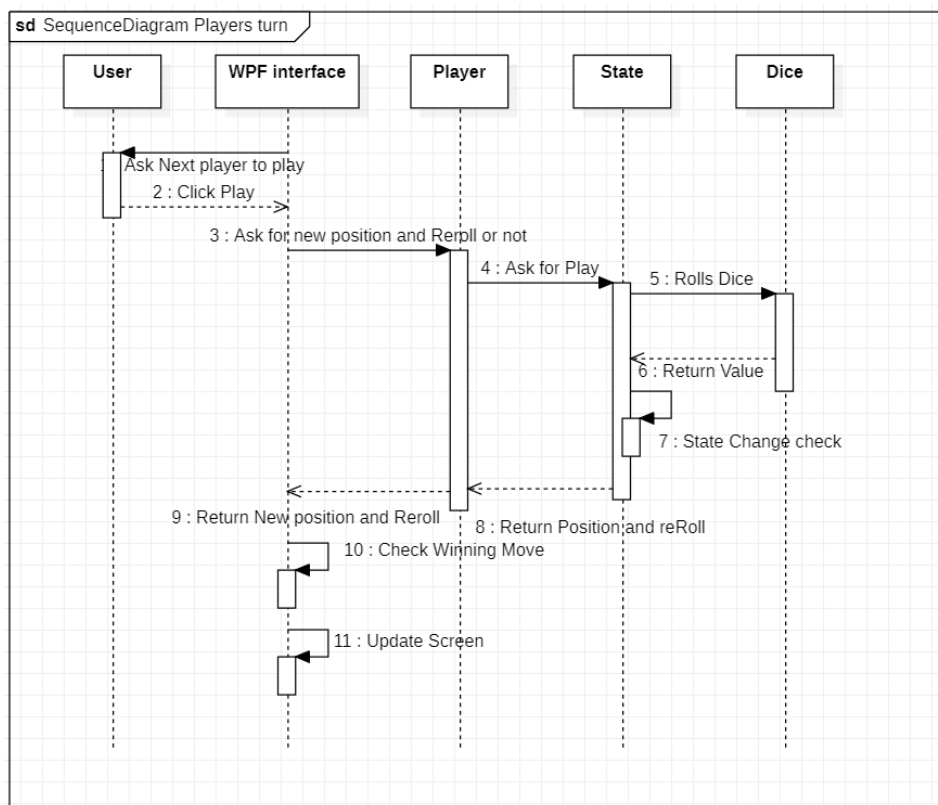 sd SequenceDiagram Players turn
User
WPF interface
Player
State
Dice
1 : Ask Next player to play
2 : Click Play
3 : Ask for new position and Reroll or not
4 : Ask for Play
5 : Rolls Dice
6 : Return Value
7 : State Change check
8 : Return Position and reRoll
9 : Return New position and Reroll
10 : Check Winning Move
11 : Update Screen